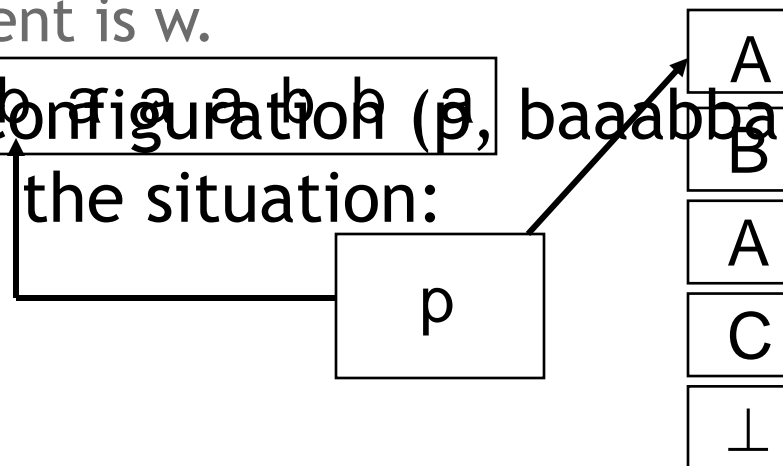 ent is w.
b a a a b b a
configuration (p, baaabba
the situation:
p
A
B
A
C
⊥